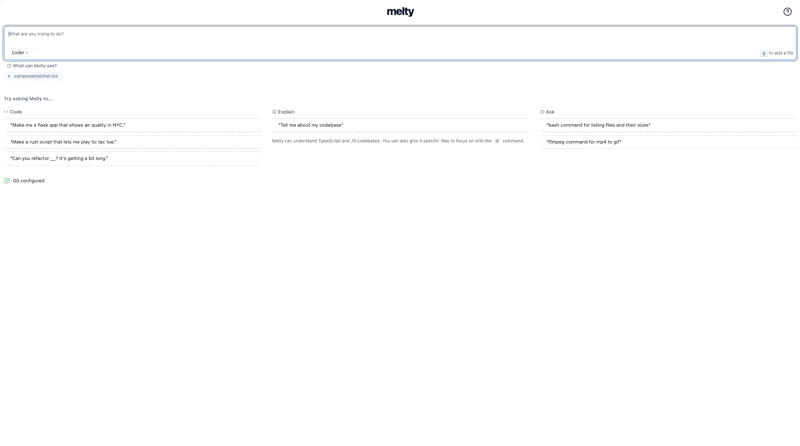 melty
What are you trying to do?
Coder
to add a file
What can Melty see?
components/chat.tsx
Try asking Melty to...
Code
Explain
Ask
"Make me a flask app that shows air quality in NYC."
"Tell me about my codebase"
"bash command for listing files and their sizes"
"Make a rust script that lets me play tic tac toe."
Melty can understand TypeScript and JS codebases. You can also give it specific files to focus on with the `@` command.
"ffmpeg command for mp4 to gif"
"Can you refactor __? It's getting a bit long."
Git configured